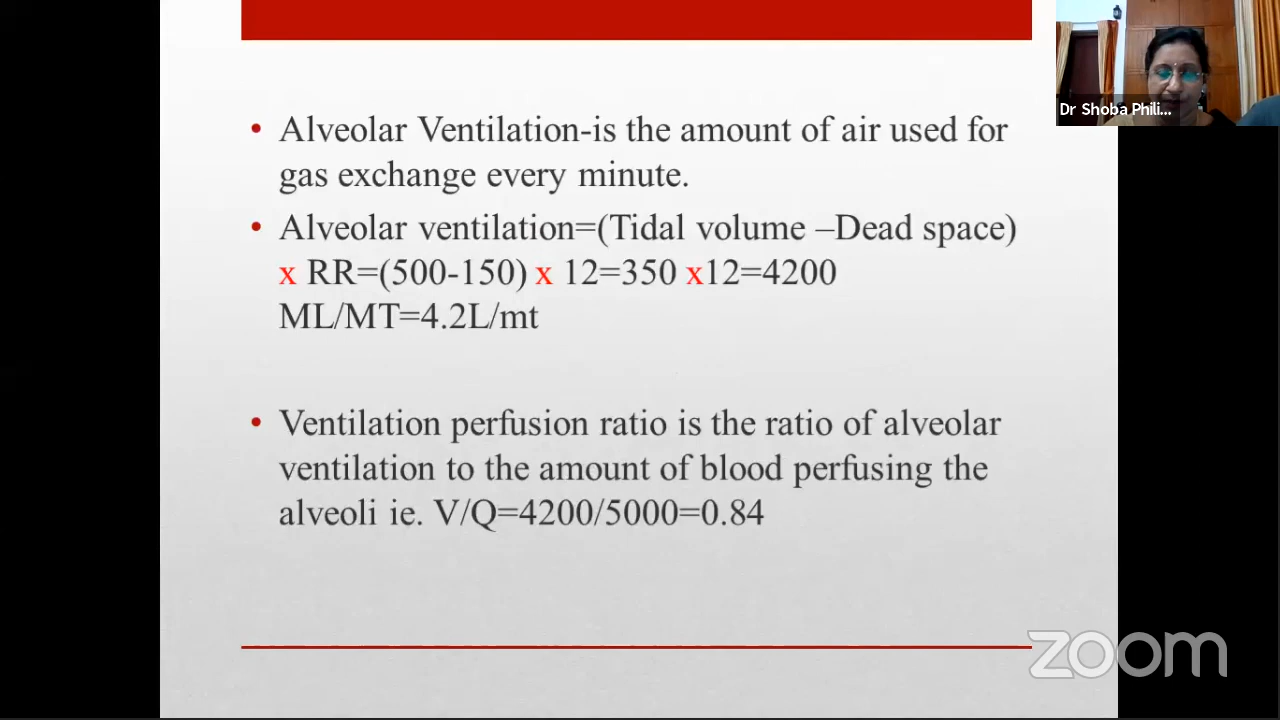 Dr Shoba Phili...
• Alveolar Ventilation-is the amount of air used for
gas exchange every minute.
• Alveolar ventilation=(Tidal volume –Dead space)
x RR=(500-150) x 12=350 x12=4200
ML/MT=4.2L/mt
• Ventilation perfusion ratio is the ratio of alveolar
ventilation to the amount of blood perfusing the
alveoli ie. V/Q=4200/5000=0.84
zoom